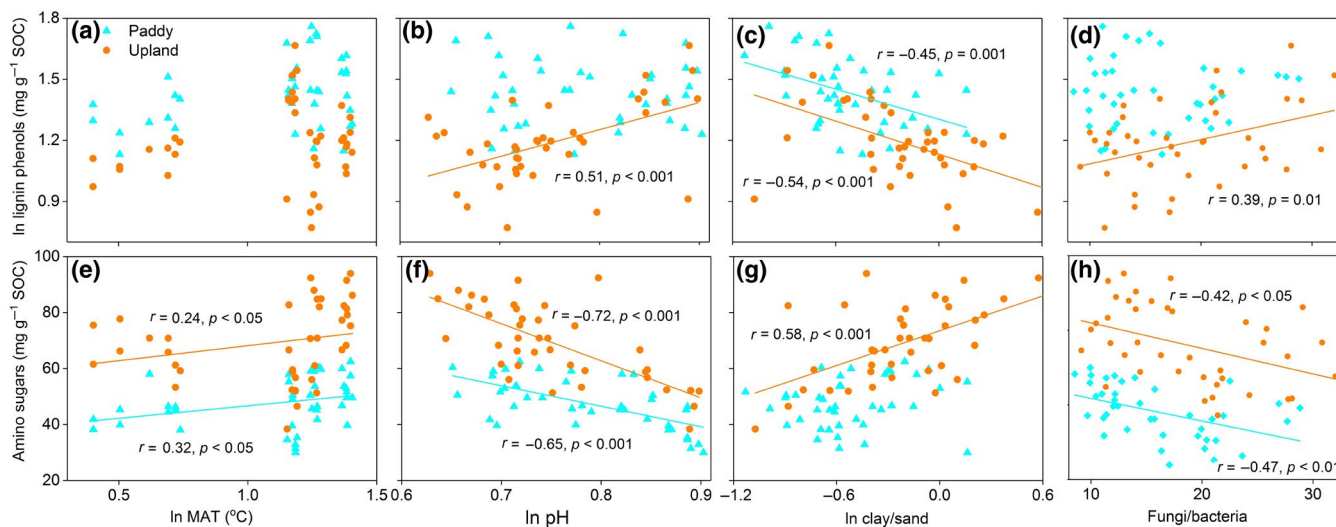 (a)
Paddy
Upland
(b)
r = 0.51, p < 0.001
(c)
r = −0.45, p = 0.001
r = −0.54, p < 0.001
(d)
r = 0.39, p = 0.01
ln lignin phenols (mg g⁻¹ SOC)
1.8
1.5
1.2
0.9
(e)
r = 0.24, p < 0.05
r = 0.32, p < 0.05
(f)
r = −0.72, p < 0.001
r = −0.65, p < 0.001
(g)
r = 0.58, p < 0.001
(h)
r = −0.42, p < 0.05
r = −0.47, p < 0.01
Amino sugars (mg g⁻¹ SOC)
100
80
60
40
20
0.5 1.0 1.5
ln MAT (°C)
0.6 0.7 0.8 0.9
ln pH
−1.2 −0.6 0.0 0.6
ln clay/sand
10 20 30
Fungi/bacteria